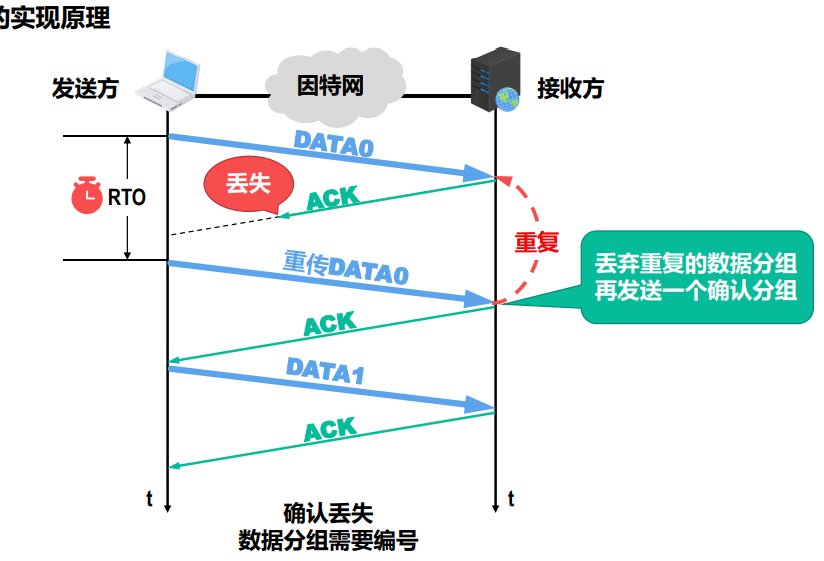 的实现原理
发送方
因特网
接收方
DATA0
丢失
ACK
RTO
重复
重传DATA0
丢弃重复的数据分组
再发送一个确认分组
ACK
DATA1
ACK
t
t
确认丢失
数据分组需要编号